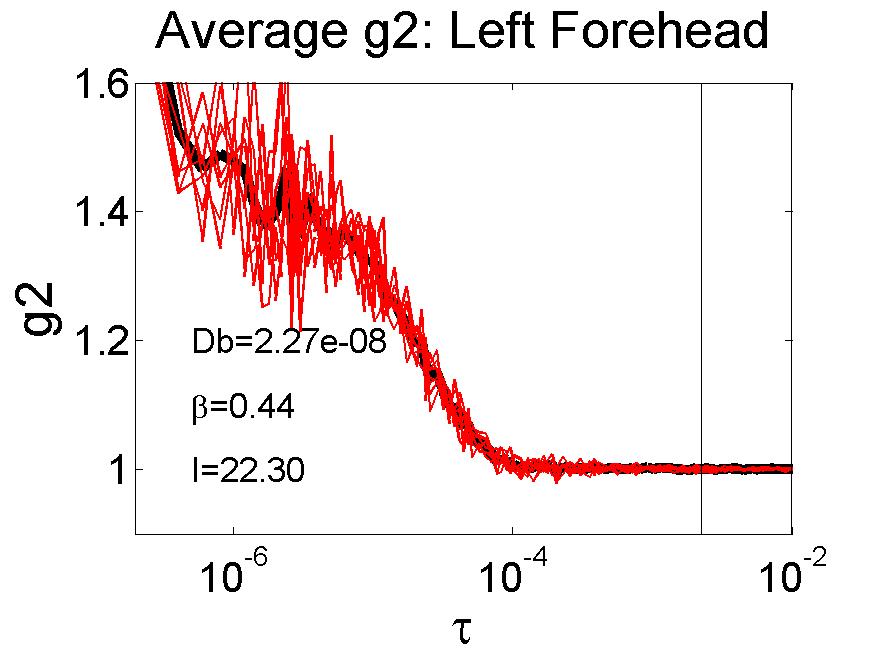 Average g2: Left Forehead
1.6
1.4
1.2
1
g2
Db=2.27e-08
β=0.44
I=22.30
10^-6
10^-4
10^-2
τ